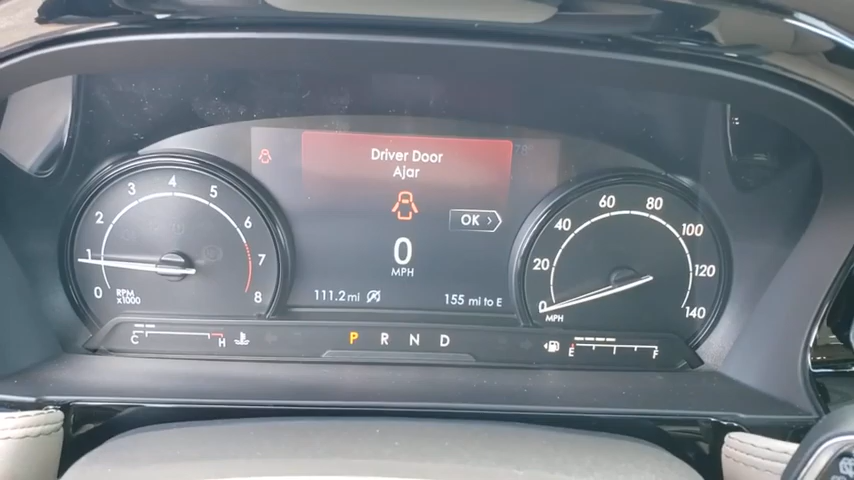 Driver Door
Ajar
OK >
0
MPH
111.2 mi
155 mi to E
0
1
2
3
4
5
6
7
8
RPM
x1000
0
20
40
60
80
100
120
140
MPH
C
H
P R N D
E
F